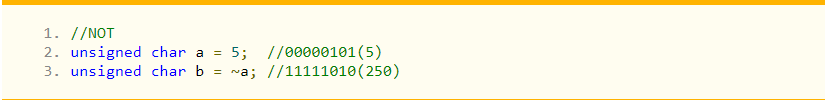 1. //NOT
2. unsigned char a = 5;  //00000101(5)
3. unsigned char b = ~a; //11111010(250)